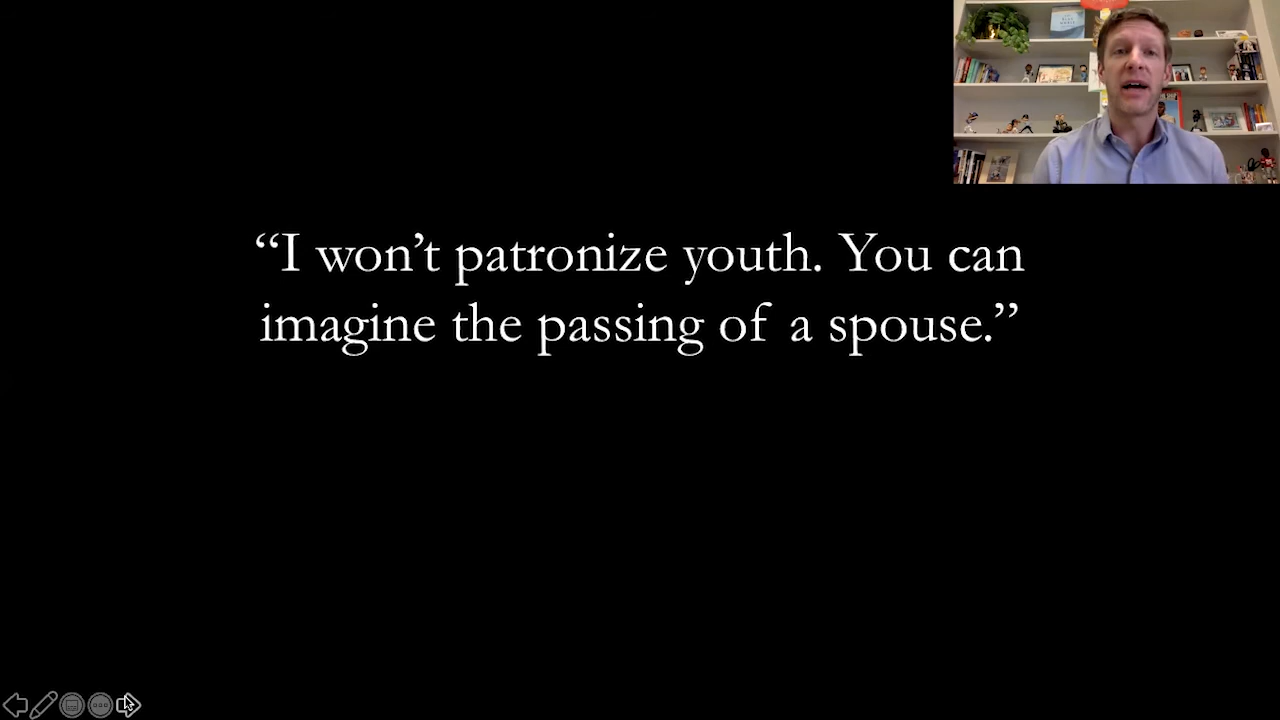 “I won’t patronize youth. You can
imagine the passing of a spouse.”